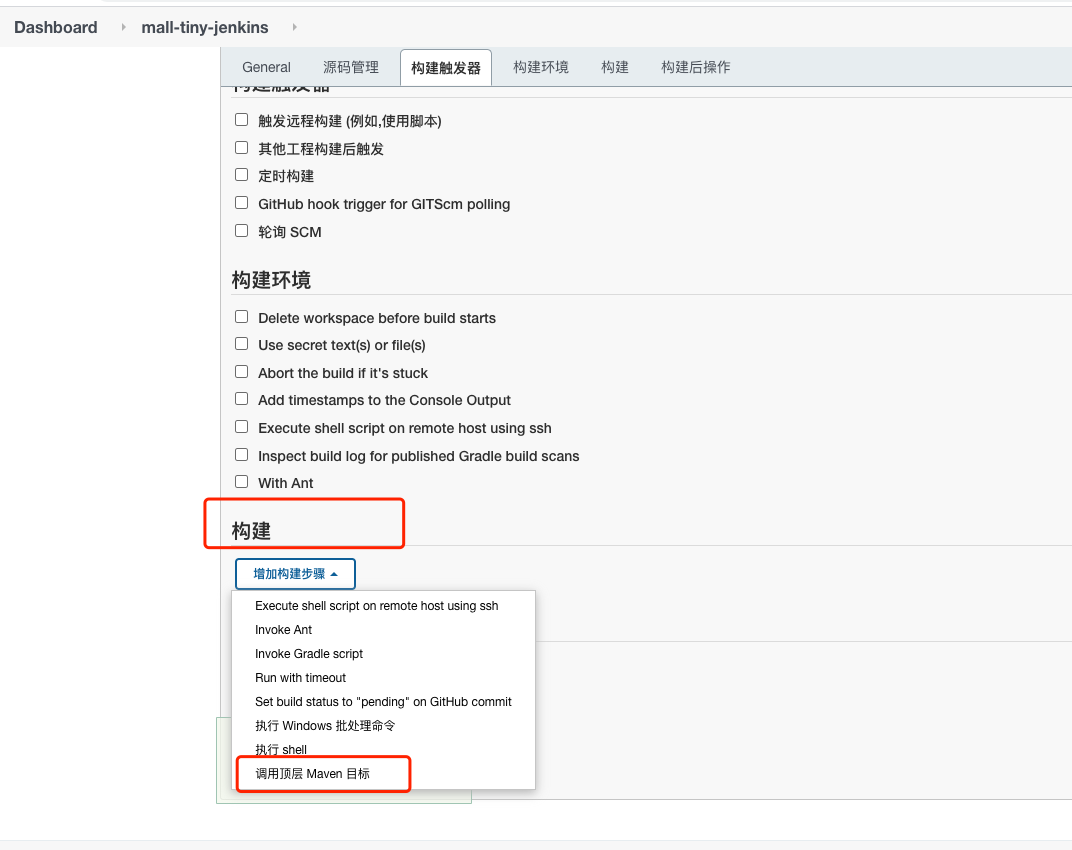 Dashboard mall-tiny-jenkins
General 源码管理 构建触发器 构建环境 构建 构建后操作
构建触发器
触发远程构建 (例如,使用脚本)
其他工程构建后触发
定时构建
GitHub hook trigger for GITScm polling
轮询 SCM
构建环境
Delete workspace before build starts
Use secret text(s) or file(s)
Abort the build if it's stuck
Add timestamps to the Console Output
Execute shell script on remote host using ssh
Inspect build log for published Gradle build scans
With Ant
构建
增加构建步骤
Execute shell script on remote host using ssh
Invoke Ant
Invoke Gradle script
Run with timeout
Set build status to "pending" on GitHub commit
执行 Windows 批处理命令
执行 shell
调用顶层 Maven 目标